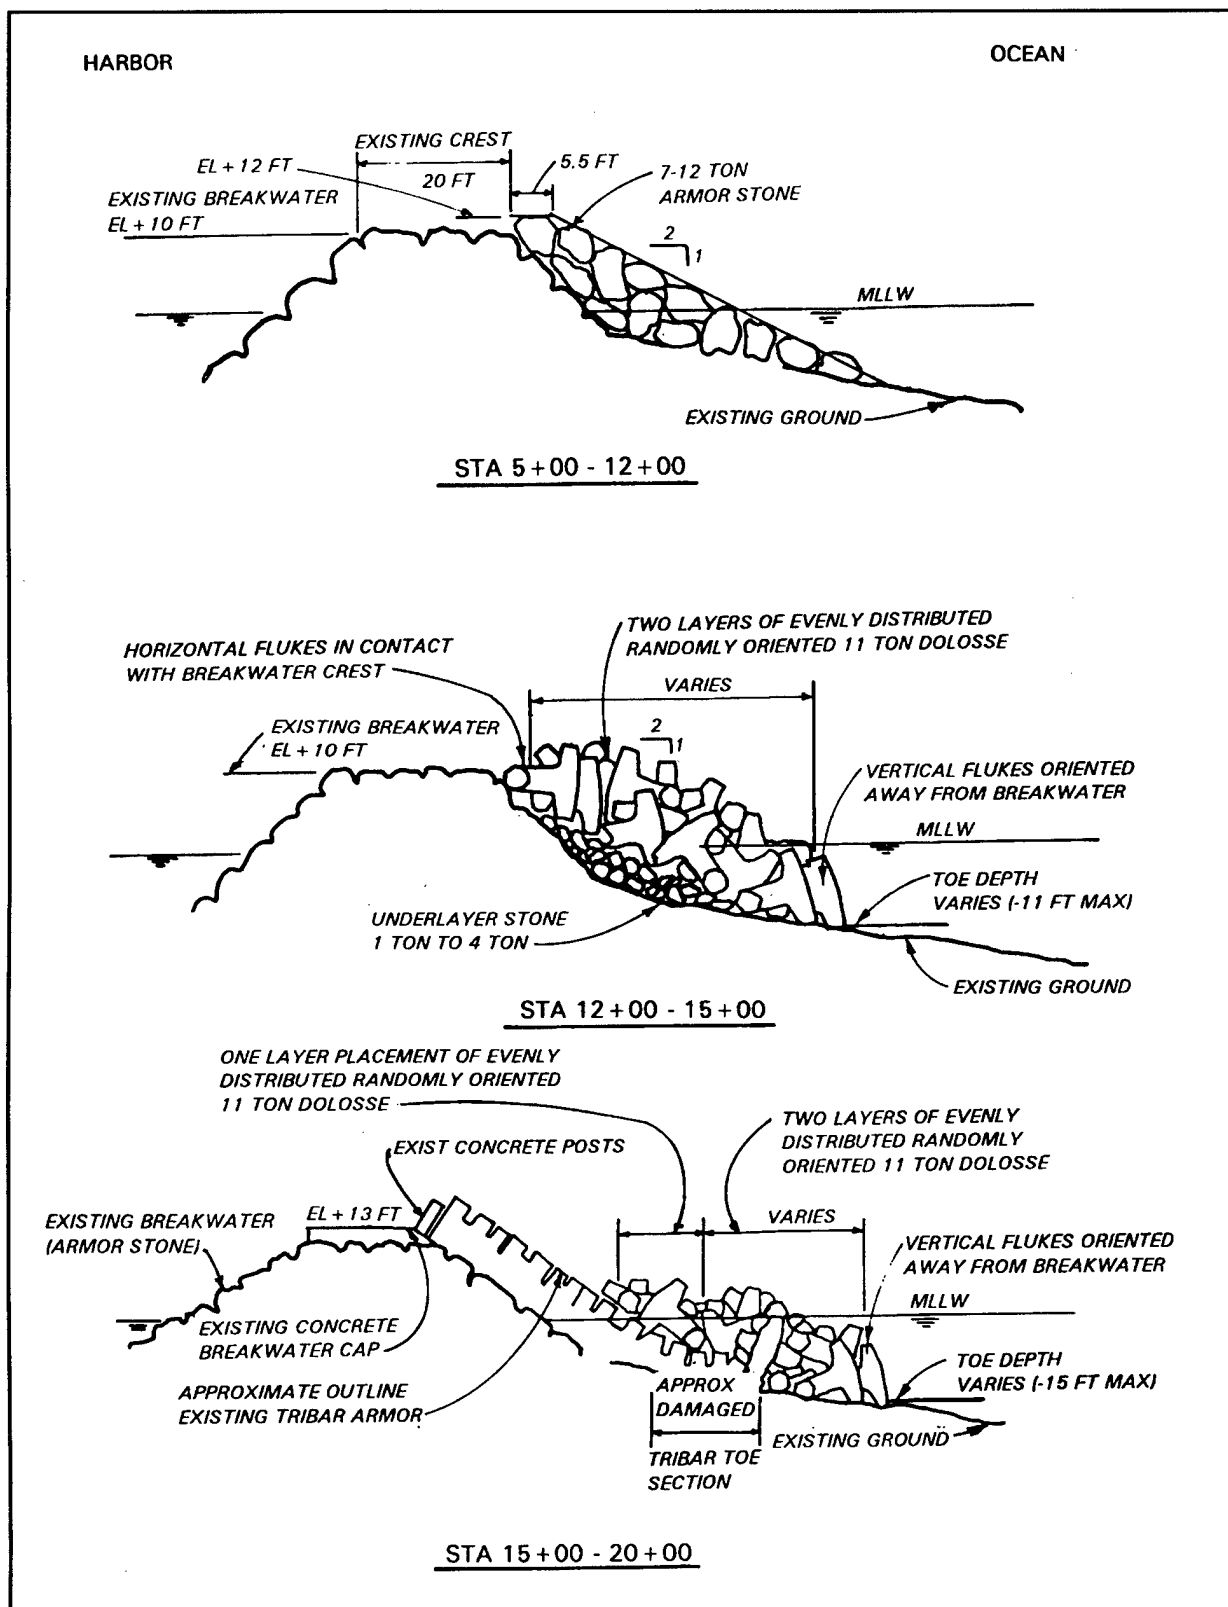 HARBOR
OCEAN
EXISTING CREST
EL + 12 FT
20 FT
5.5 FT
7-12 TON
ARMOR STONE
EXISTING BREAKWATER
EL + 10 FT
2
1
MLLW
EXISTING GROUND
STA 5+00 - 12+00
TWO LAYERS OF EVENLY DISTRIBUTED
RANDOMLY ORIENTED 11 TON DOLOSSE
HORIZONTAL FLUKES IN CONTACT
WITH BREAKWATER CREST
VARIES
EXISTING BREAKWATER
EL + 10 FT
2
1
VERTICAL FLUKES ORIENTED
AWAY FROM BREAKWATER
MLLW
TOE DEPTH
VARIES (-11 FT MAX)
UNDERLAYER STONE
1 TON TO 4 TON
EXISTING GROUND
STA 12+00 - 15+00
ONE LAYER PLACEMENT OF EVENLY
DISTRIBUTED RANDOMLY ORIENTED
11 TON DOLOSSE
TWO LAYERS OF EVENLY
DISTRIBUTED RANDOMLY
ORIENTED 11 TON DOLOSSE
EXIST CONCRETE POSTS
EXISTING BREAKWATER
(ARMOR STONE)
EL + 13 FT
VARIES
VERTICAL FLUKES ORIENTED
AWAY FROM BREAKWATER
MLLW
EXISTING CONCRETE
BREAKWATER CAP
TOE DEPTH
VARIES (-15 FT MAX)
APPROXIMATE OUTLINE
EXISTING TRIBAR ARMOR
APPROX
DAMAGED
TRIBAR TOE
SECTION
EXISTING GROUND
STA 15+00 - 20+00